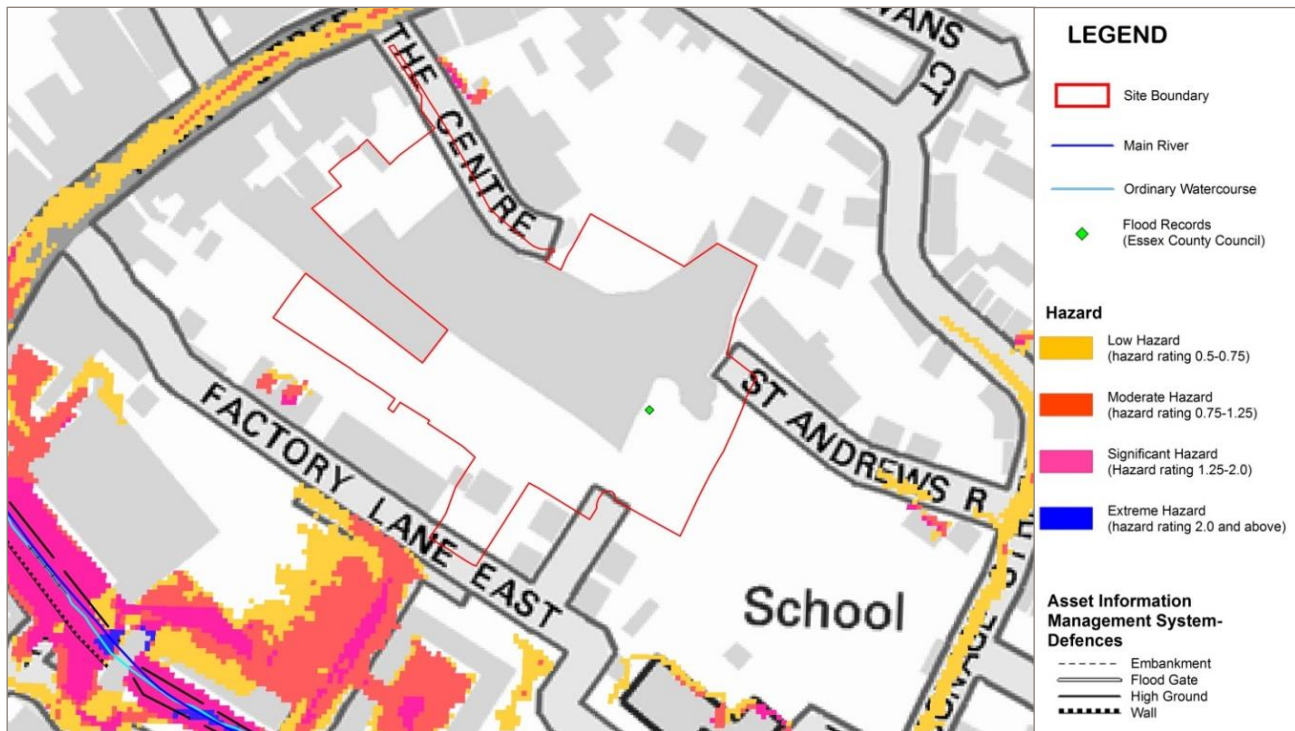 THE CENTRE
VANS
CT
FACTORY LANE EAST
ST ANDREWS R
School
LEGEND
Site Boundary
Main River
Ordinary Watercourse
Flood Records
(Essex County Council)
Hazard
Low Hazard
(hazard rating 0.5-0.75)
Moderate Hazard
(hazard rating 0.75-1.25)
Significant Hazard
(Hazard rating 1.25-2.0)
Extreme Hazard
(hazard rating 2.0 and above)
Asset Information
Management System-
Defences
Embankment
Flood Gate
High Ground
Wall